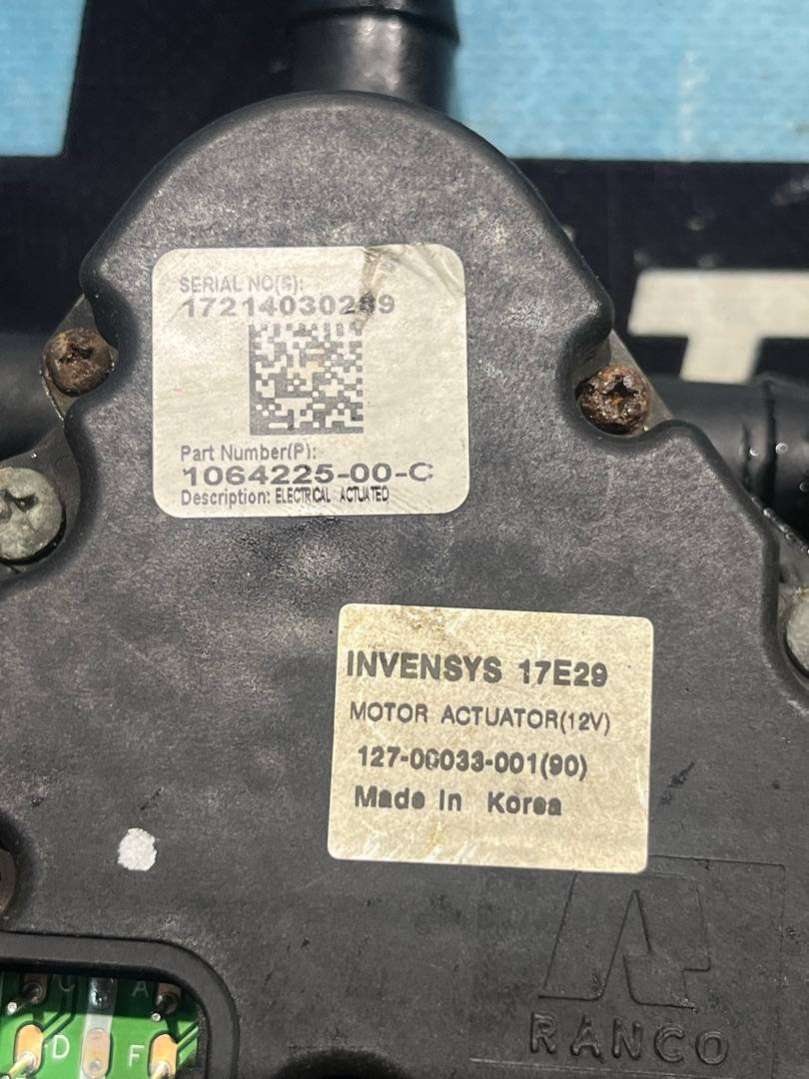 SERIAL NO(S):
17214030289
Part Number(P):
1064225-00-C
Description: ELECTRICAL ACTUATED
INVENSYS 17E29
MOTOR ACTUATOR(12V)
127-00033-001(90)
Made In Korea
RANCO
C A
D F